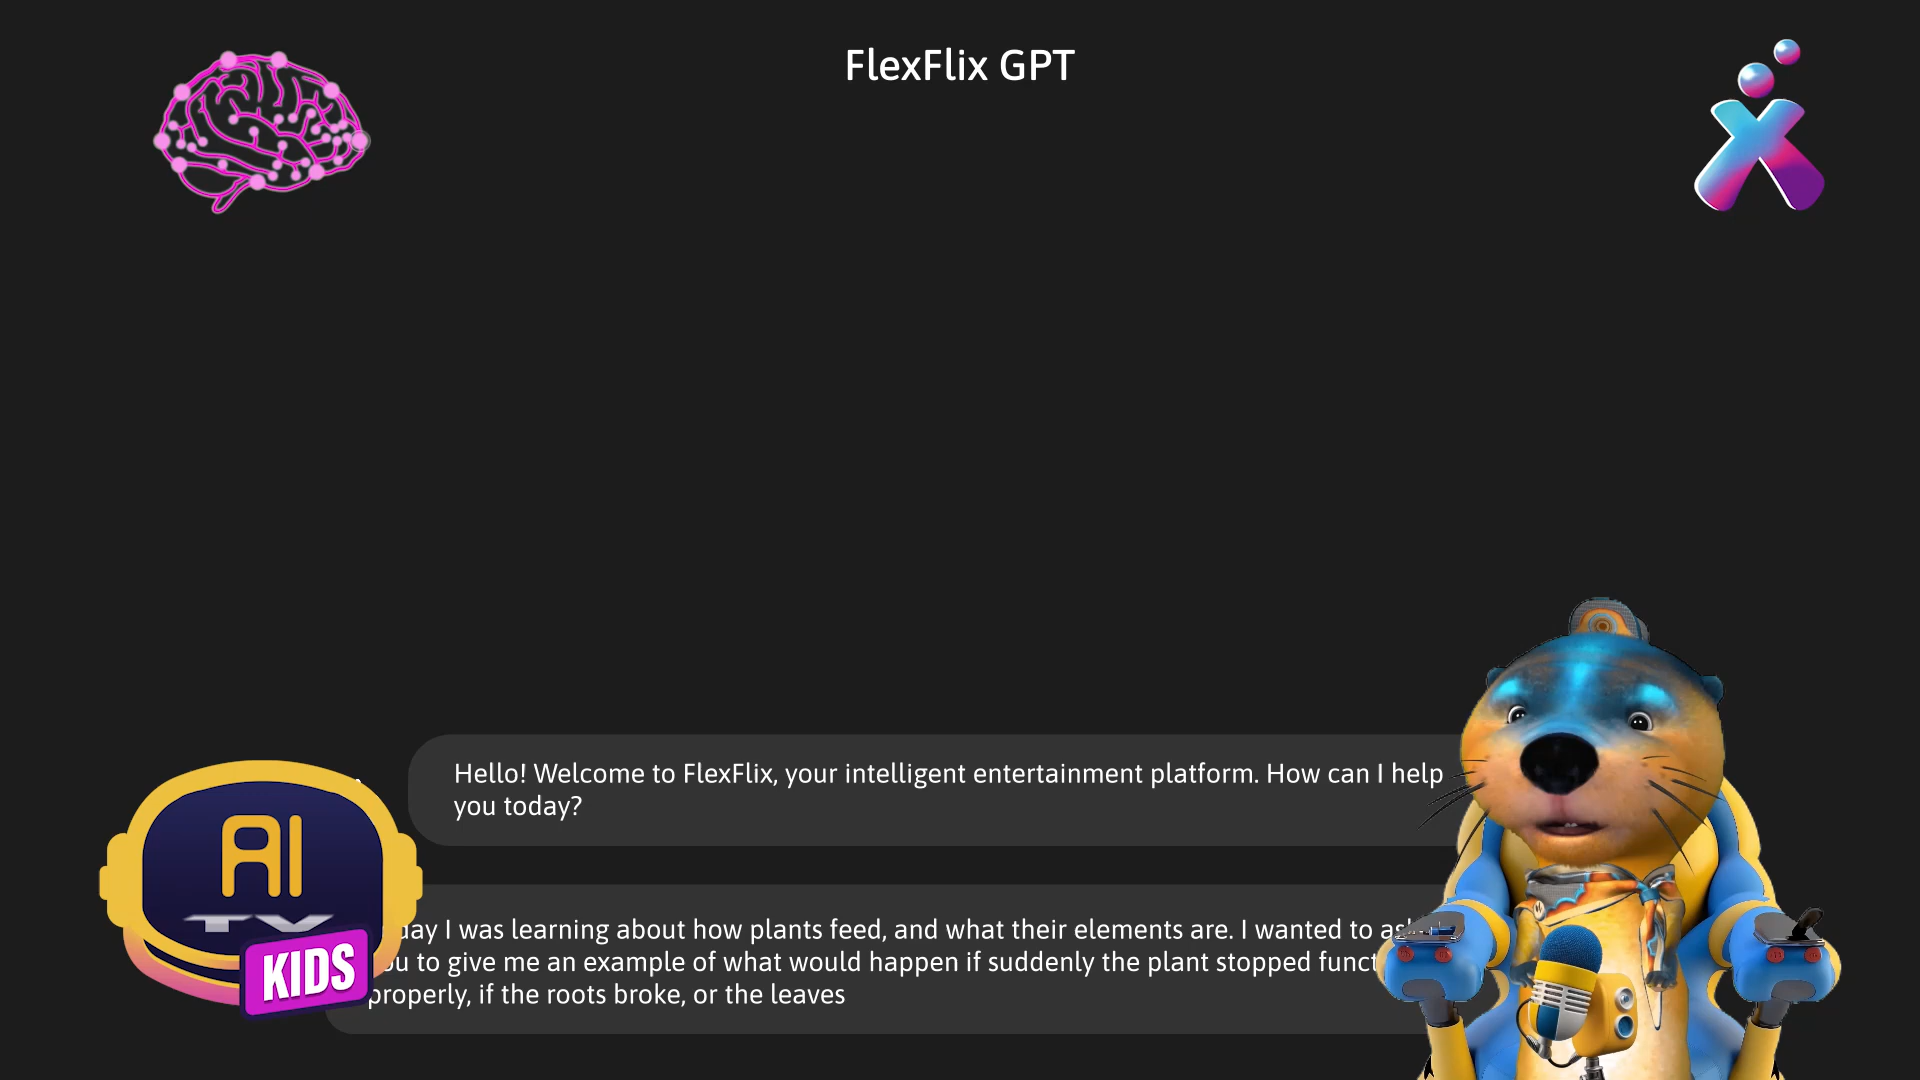 FlexFlix GPT
Hello! Welcome to FlexFlix, your intelligent entertainment platform. How can I help
you today?
I was learning about how plants feed, and what their elements are. I wanted to
to give me an example of what would happen if suddenly the plant stopped
properly, if the roots broke, or the leaves
AI
TV
KIDS